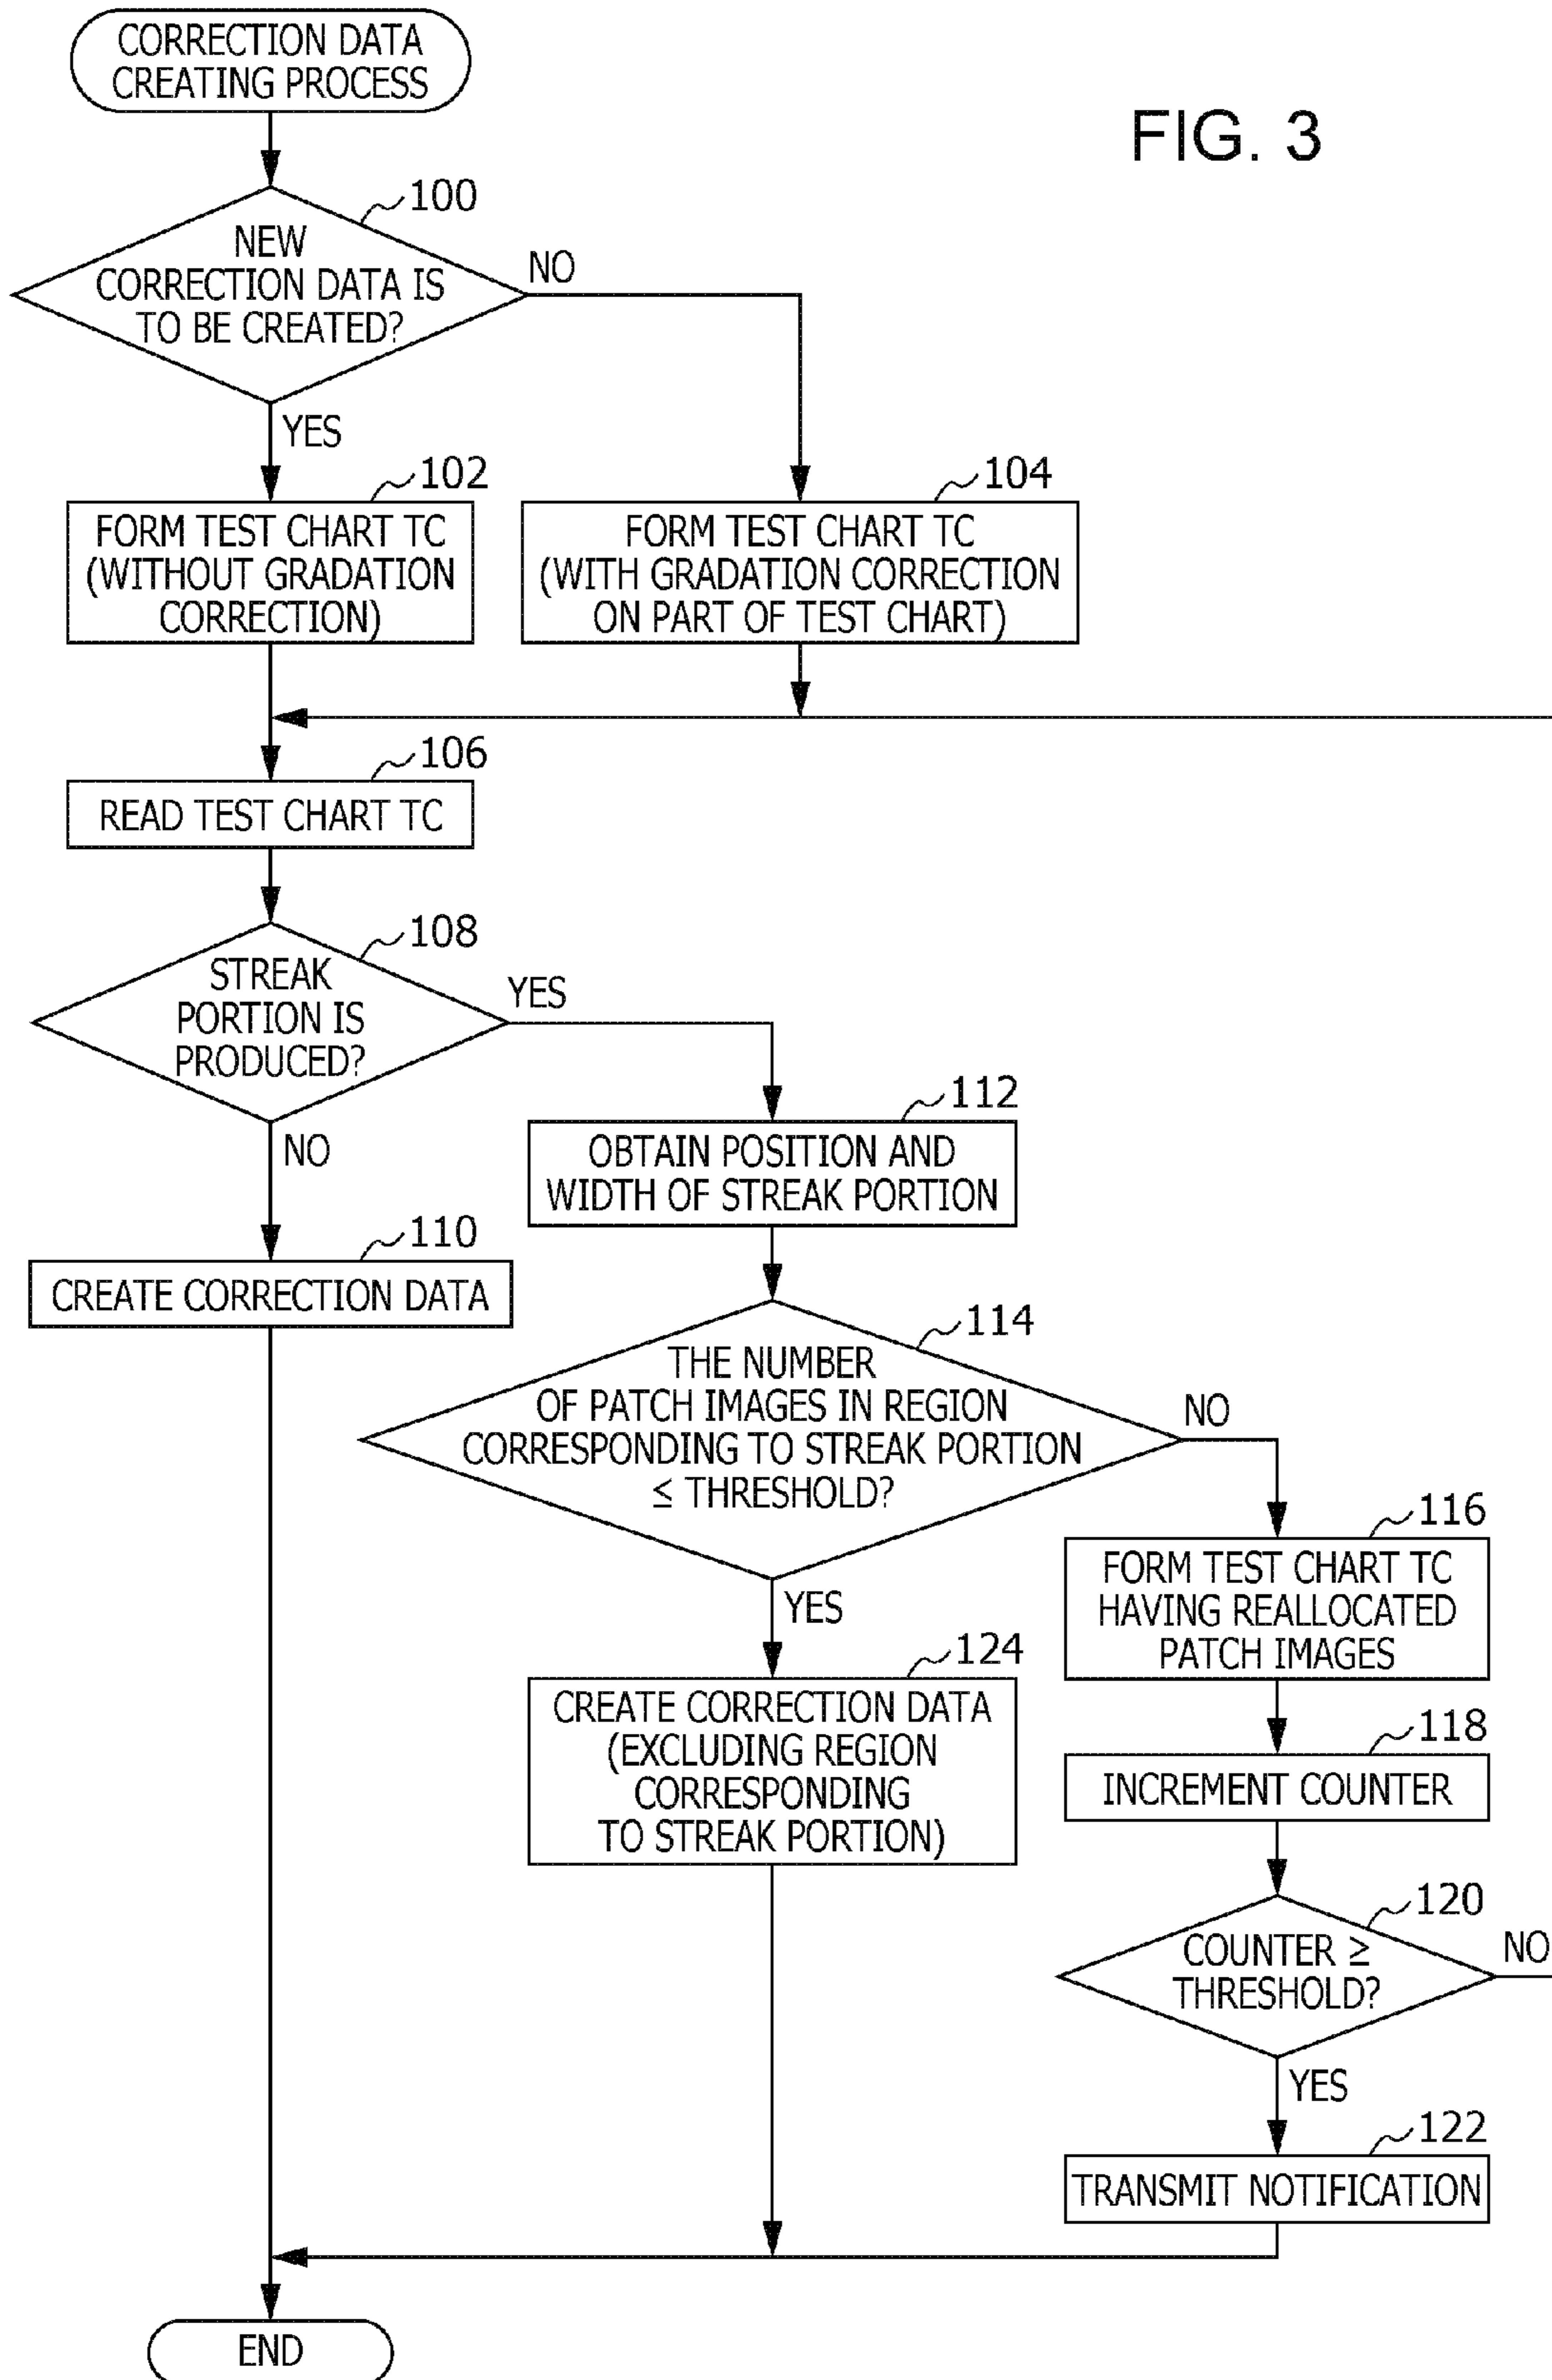 CORRECTION DATA
CREATING PROCESS
FIG. 3
100
NEW
CORRECTION DATA IS
TO BE CREATED?
NO
YES
102
FORM TEST CHART TC
(WITHOUT GRADATION
CORRECTION)
104
FORM TEST CHART TC
(WITH GRADATION CORRECTION
ON PART OF TEST CHART)
106
READ TEST CHART TC
108
STREAK
PORTION IS
PRODUCED?
YES
NO
110
CREATE CORRECTION DATA
112
OBTAIN POSITION AND
WIDTH OF STREAK PORTION
114
THE NUMBER
OF PATCH IMAGES IN REGION
CORRESPONDING TO STREAK PORTION
≤ THRESHOLD?
NO
YES
116
FORM TEST CHART TC
HAVING REALLOCATED
PATCH IMAGES
124
CREATE CORRECTION DATA
(EXCLUDING REGION
CORRESPONDING
TO STREAK PORTION)
118
INCREMENT COUNTER
120
COUNTER ≥
THRESHOLD?
NO
YES
122
TRANSMIT NOTIFICATION
END